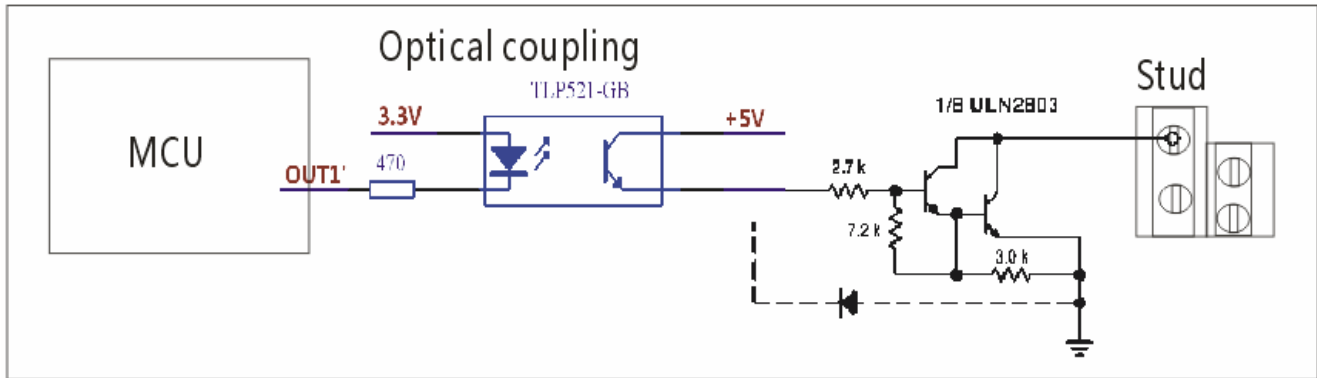 Optical coupling
TLP521-GB
Stud
1/8 ULN2803
MCU
3.3V
+5V
OUT1'
470
2.7 k
7.2 k
3.0 k